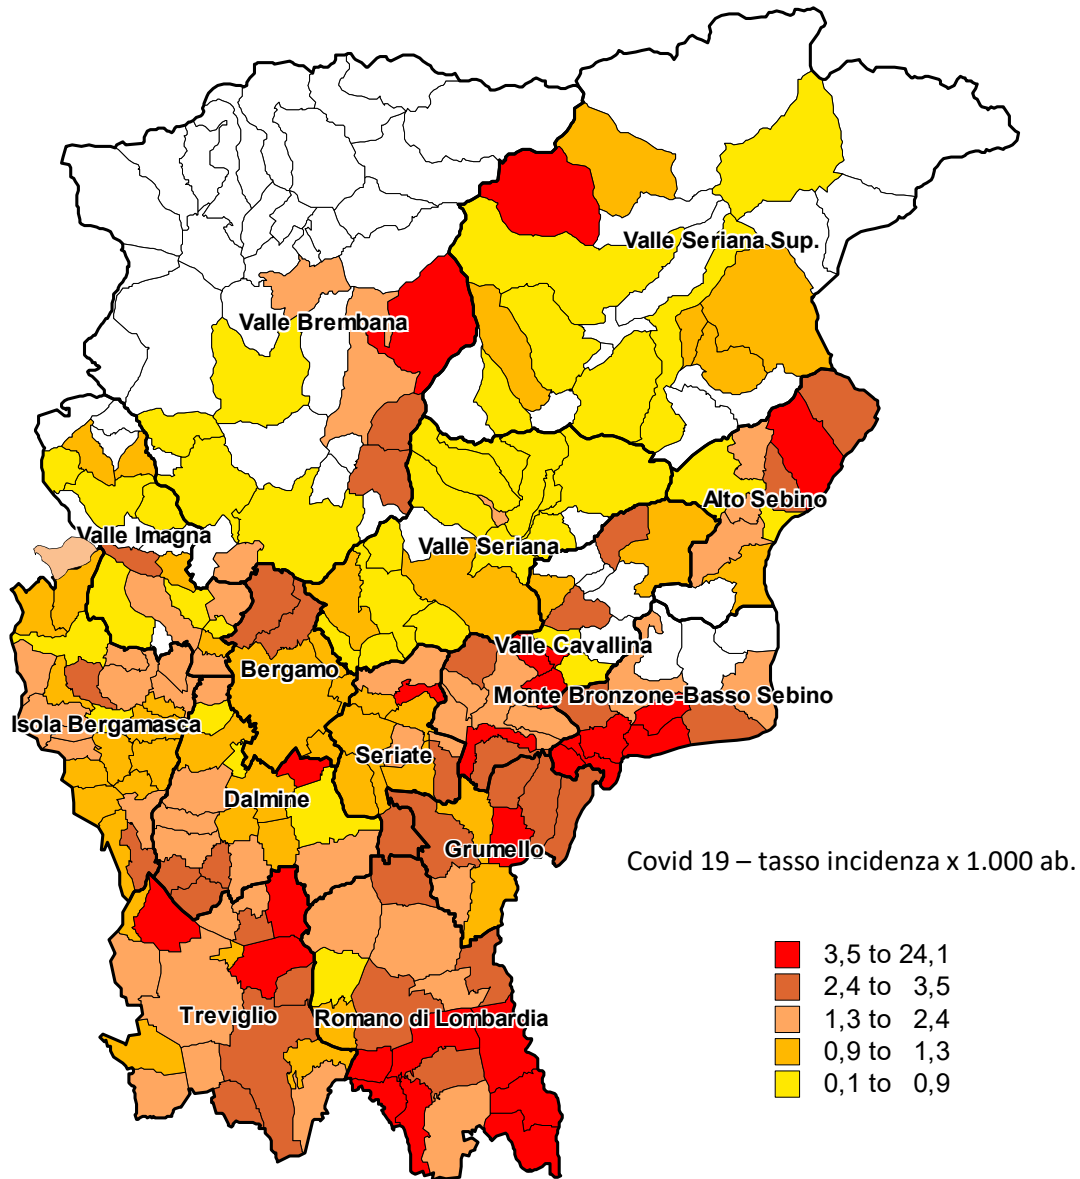 Valle Seriana Sup.
Valle Brembana
Alto Sebino
Valle Imagna
Valle Seriana
Valle Cavallina
Bergamo
Monte Bronzone-Basso Sebino
Isola Bergamasca
Seriate
Dalmine
Grumello
Covid 19 – tasso incidenza x 1.000 ab.
3,5 to 24,1
2,4 to 3,5
1,3 to 2,4
0,9 to 1,3
0,1 to 0,9
Treviglio
Romano di Lombardia